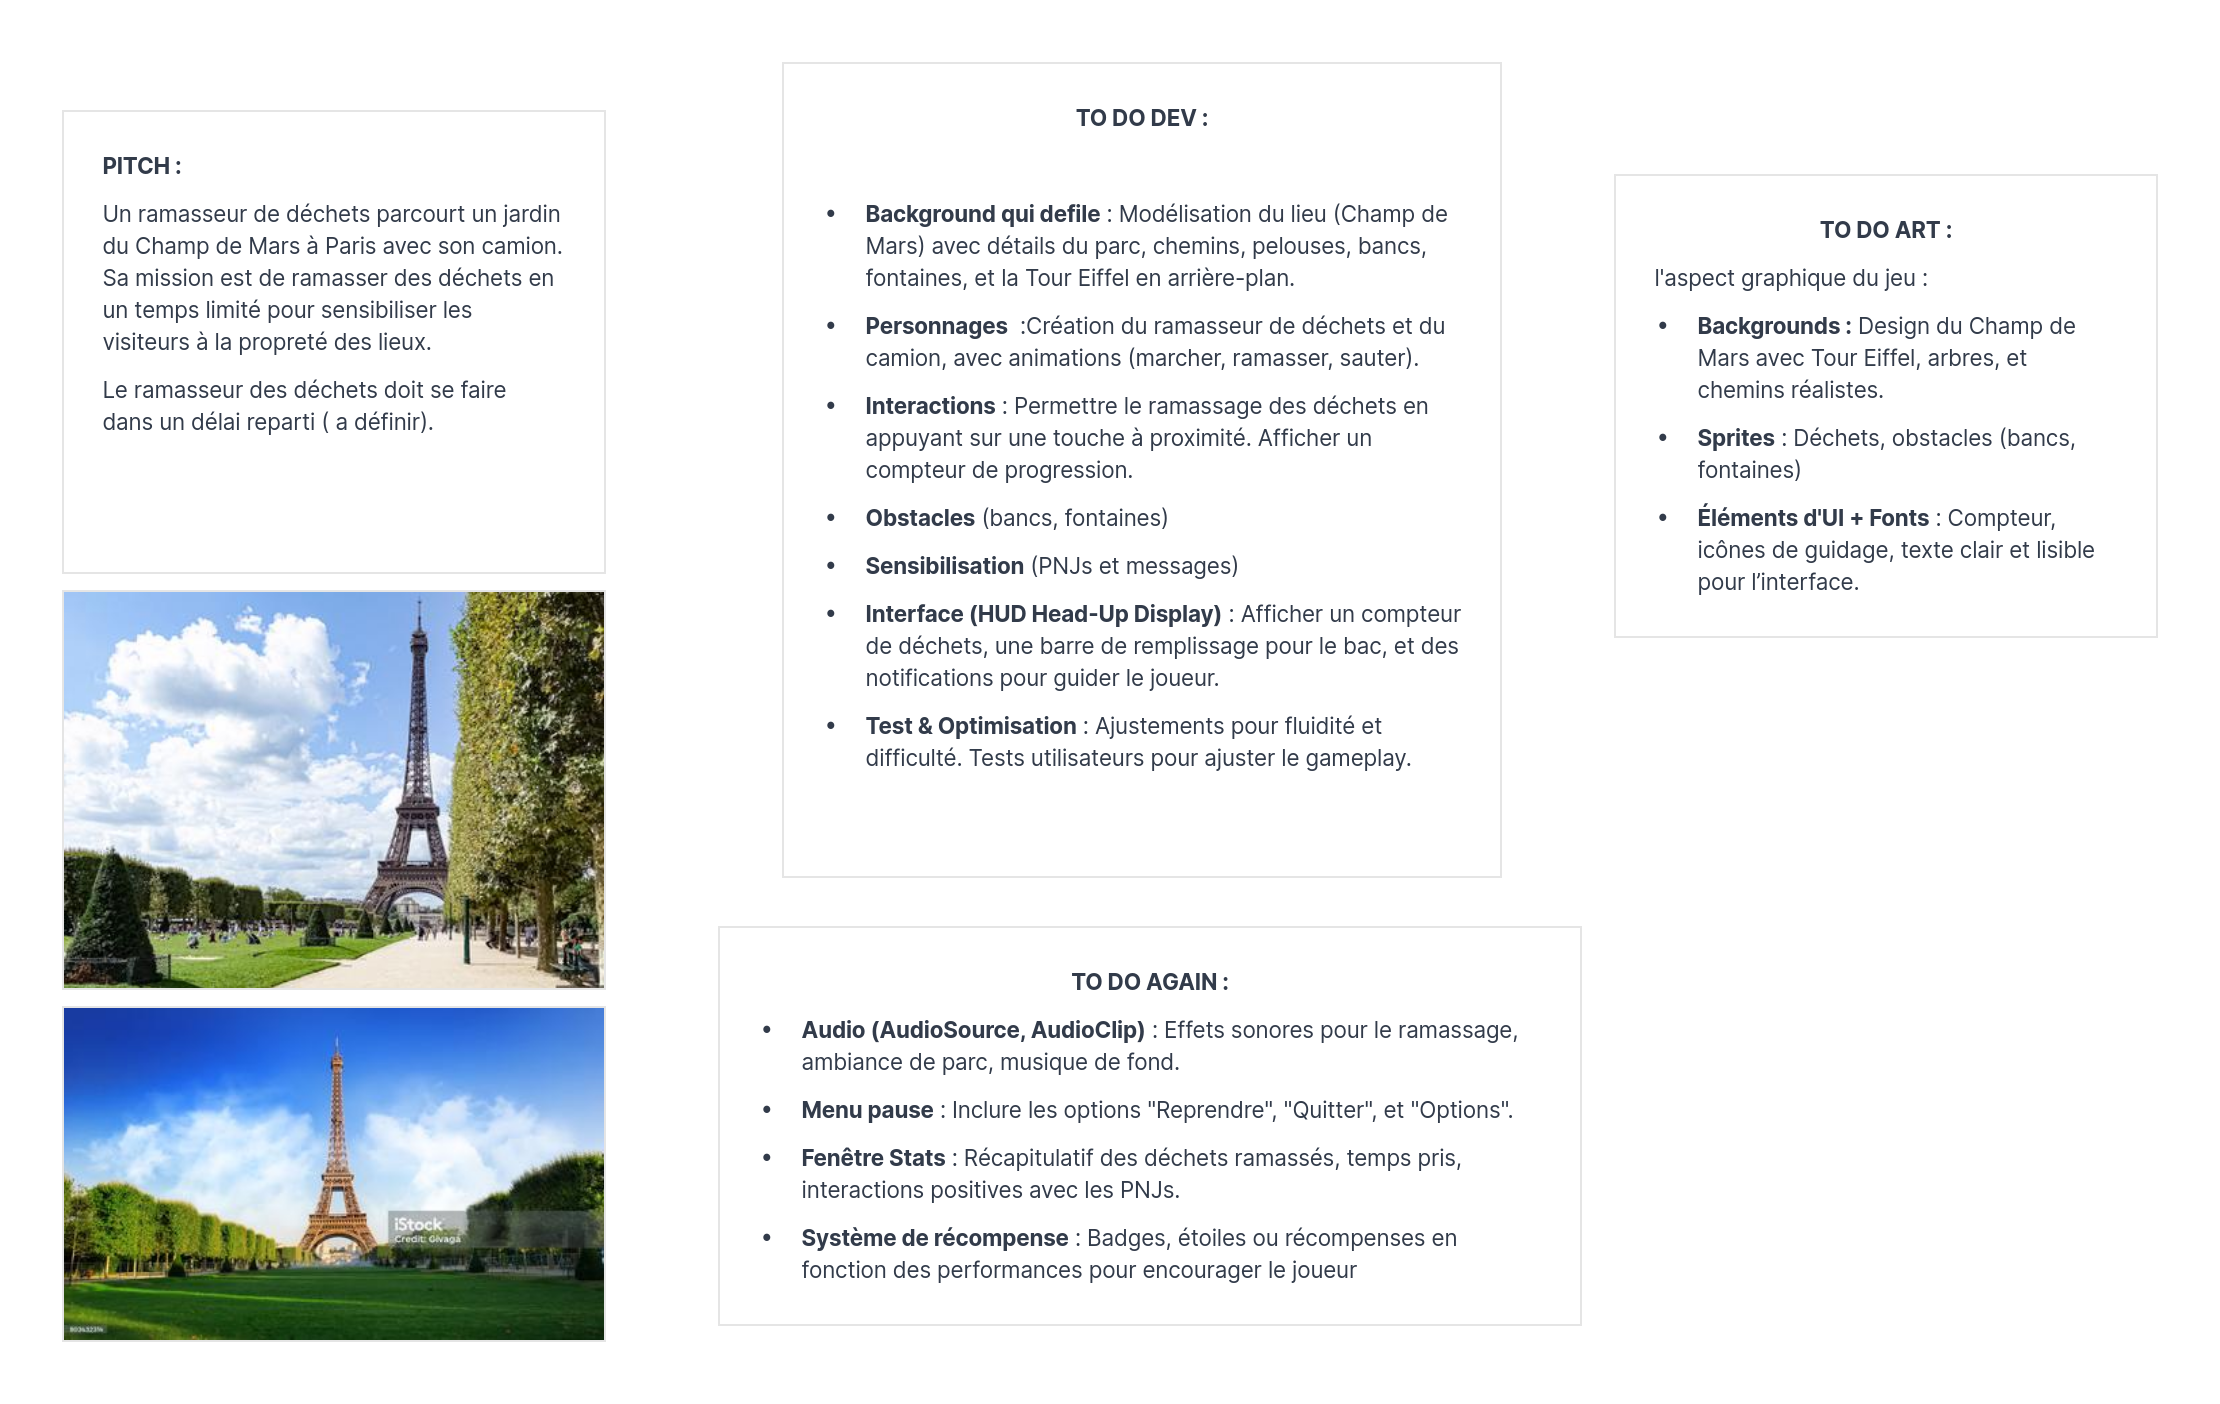 PITCH :
Un ramasseur de déchets parcourt un jardin
du Champ de Mars à Paris avec son camion.
Sa mission est de ramasser des déchets en
un temps limité pour sensibiliser les
visiteurs à la propreté des lieux.
Le ramasseur des déchets doit se faire
dans un délai reparti ( a définir).
iStock
Credit: Givaga
TO DO DEV :
• Background qui defile : Modélisation du lieu (Champ de
Mars) avec détails du parc, chemins, pelouses, bancs,
fontaines, et la Tour Eiffel en arrière-plan.
• Personnages  :Création du ramasseur de déchets et du
camion, avec animations (marcher, ramasser, sauter).
• Interactions : Permettre le ramassage des déchets en
appuyant sur une touche à proximité. Afficher un
compteur de progression.
• Obstacles (bancs, fontaines)
• Sensibilisation (PNJs et messages)
• Interface (HUD Head-Up Display) : Afficher un compteur
de déchets, une barre de remplissage pour le bac, et des
notifications pour guider le joueur.
• Test & Optimisation : Ajustements pour fluidité et
difficulté. Tests utilisateurs pour ajuster le gameplay.
TO DO AGAIN :
• Audio (AudioSource, AudioClip) : Effets sonores pour le ramassage,
ambiance de parc, musique de fond.
• Menu pause : Inclure les options "Reprendre", "Quitter", et "Options".
• Fenêtre Stats : Récapitulatif des déchets ramassés, temps pris,
interactions positives avec les PNJs.
• Système de récompense : Badges, étoiles ou récompenses en
fonction des performances pour encourager le joueur
TO DO ART :
l'aspect graphique du jeu :
• Backgrounds : Design du Champ de
Mars avec Tour Eiffel, arbres, et
chemins réalistes.
• Sprites : Déchets, obstacles (bancs,
fontaines)
• Éléments d'UI + Fonts : Compteur,
icônes de guidage, texte clair et lisible
pour l’interface.